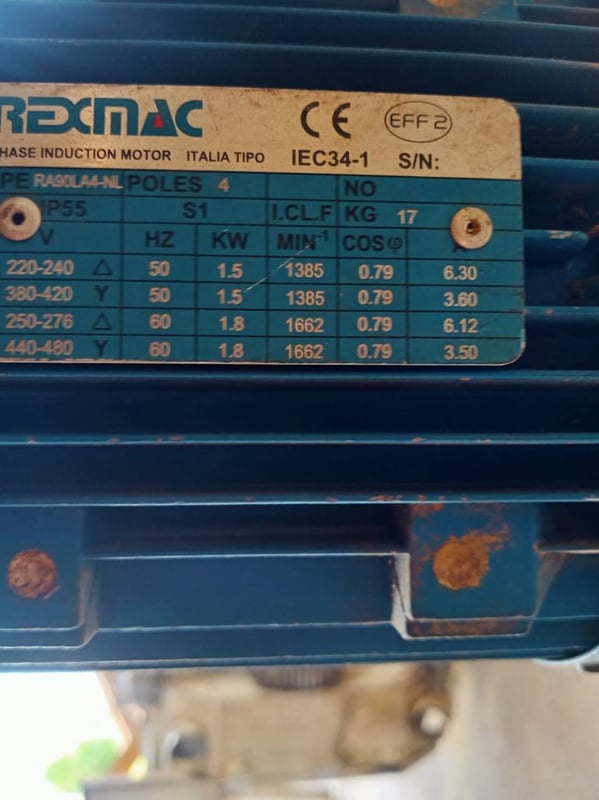 REXMAC CE EFF2
HASE INDUCTION MOTOR ITALIA TIPO IEC34-1 S/N:
PE RA90LA4-NL POLES 4 NO
IP55 S1 I.CL.F KG 17
V HZ KW MIN⁻¹ COSφ A
220-240 △ 50 1.5 1385 0.79 6.30
380-420 Y 50 1.5 1385 0.79 3.60
250-276 △ 60 1.8 1662 0.79 6.12
440-480 Y 60 1.8 1662 0.79 3.50